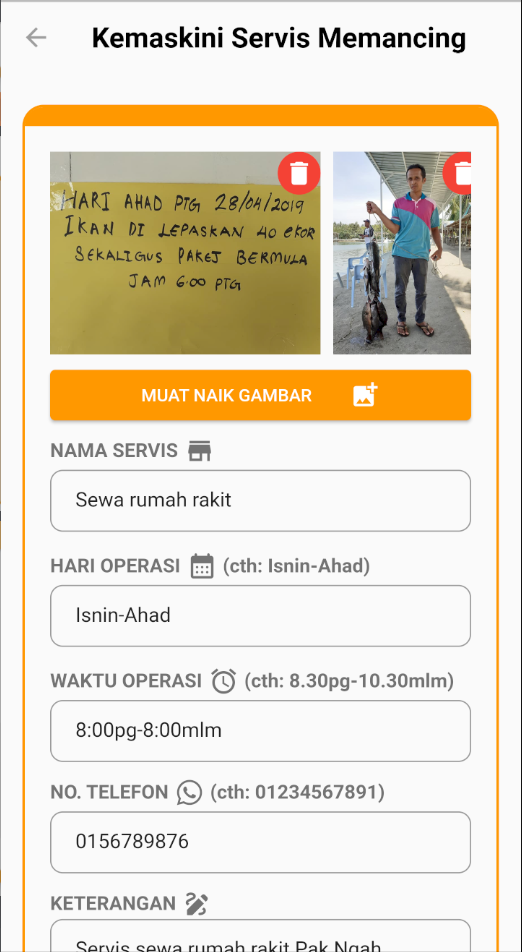 Kemaskini Servis Memancing
HARI AHAD PTG 28/04/2019
IKAN DI LEPASKAN 40 EKOR
SEKALIGUS PAKEJ BERMULA
JAM 6.00 PTG
MUAT NAIK GAMBAR
NAMA SERVIS
Sewa rumah rakit
HARI OPERASI (cth: Isnin-Ahad)
Isnin-Ahad
WAKTU OPERASI (cth: 8.30pg-10.30mlm)
8:00pg-8:00mlm
NO. TELEFON (cth: 01234567891)
0156789876
KETERANGAN
Servis sewa rumah rakit Pak Ngah